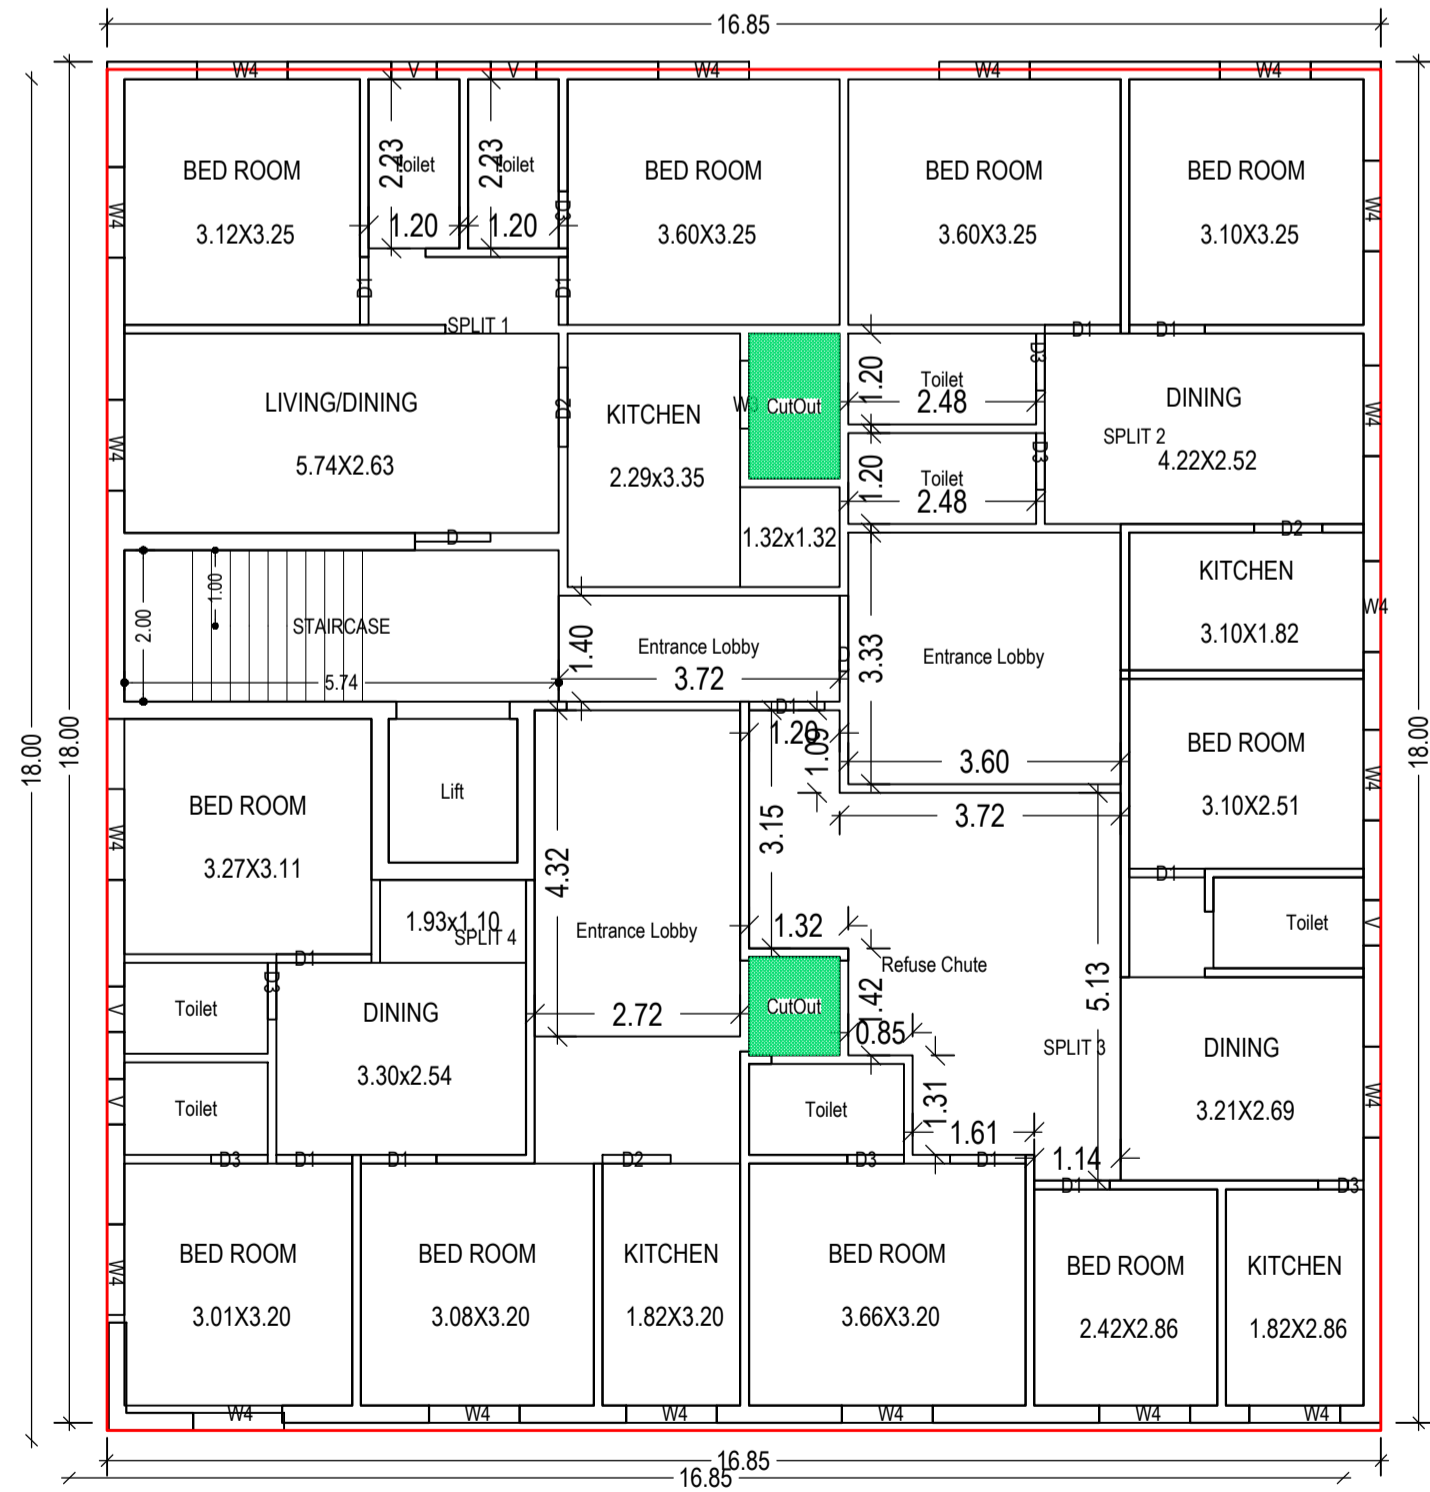 16.85
W4
V
V
W4
W4
W4
BED ROOM
3.12X3.25
2.23
Toilet
1.20
2.23
Toilet
1.20
D3
BED ROOM
3.60X3.25
BED ROOM
3.60X3.25
BED ROOM
3.10X3.25
W4
W4
D1
D1
SPLIT 1
D1
D1
LIVING/DINING
5.74X2.63
W4
D2
KITCHEN
2.29x3.35
W3
CutOut
1.20
Toilet
2.48
D3
1.20
Toilet
2.48
D3
DINING
SPLIT 2
4.22X2.52
W4
1.32x1.32
D
D2
KITCHEN
3.10X1.82
W4
2.00
1.00
STAIRCASE
5.74
1.40
Entrance Lobby
3.72
D
3.33
Entrance Lobby
3.60
D1
1.20
1.09
18.00
18.00
18.00
BED ROOM
3.10X2.51
W4
3.72
BED ROOM
3.27X3.11
W4
Lift
4.32
3.15
D1
1.93x1.10
SPLIT 4
Entrance Lobby
1.32
Toilet
V
Refuse Chute
D1
D3
Toilet
V
DINING
3.30x2.54
2.72
CutOut
1.42
0.85
5.13
SPLIT 3
DINING
3.21X2.69
W4
Toilet
V
Toilet
1.31
1.61
1.14
D3
D1
D1
D2
D3
D1
D1
D3
BED ROOM
3.01X3.20
W4
BED ROOM
3.08X3.20
KITCHEN
1.82X3.20
BED ROOM
3.66X3.20
BED ROOM
2.42X2.86
KITCHEN
1.82X2.86
W4
W4
W4
W4
W4
W4
16.85
16.85